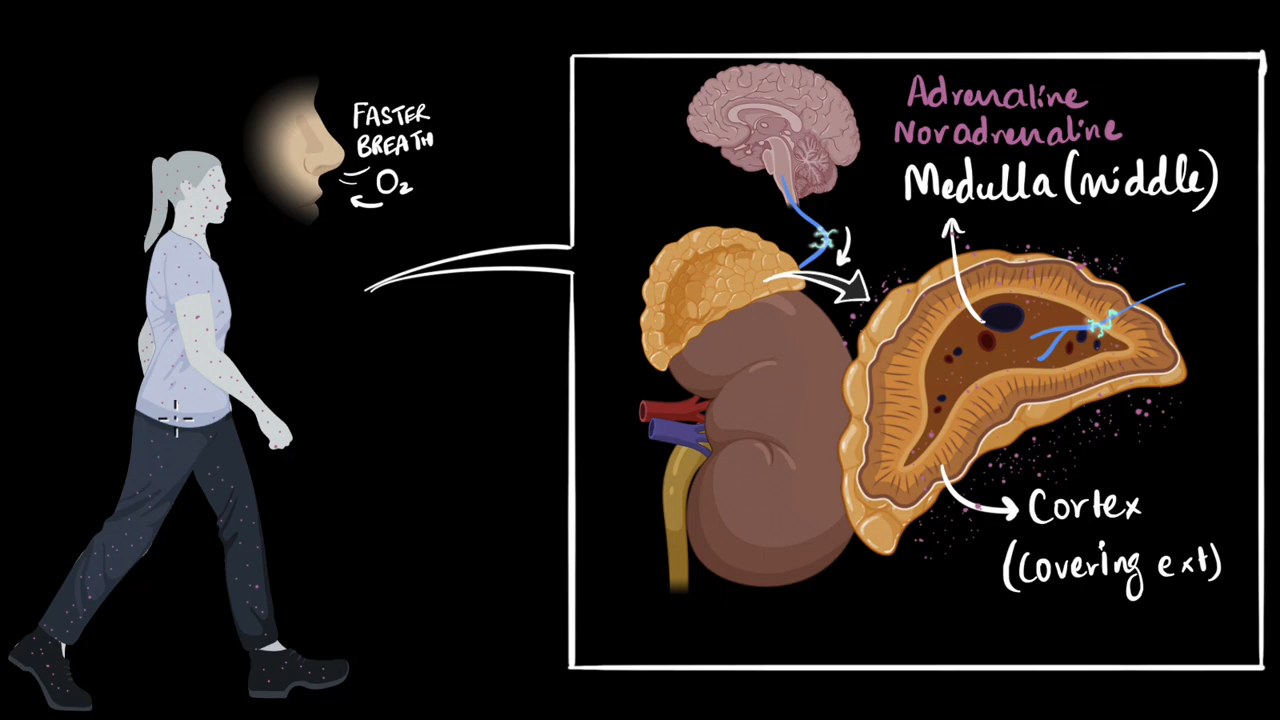 FASTER
BREATH
O₂
Adrenaline
Noradrenaline
Medulla (middle)
Cortex
(covering ext)